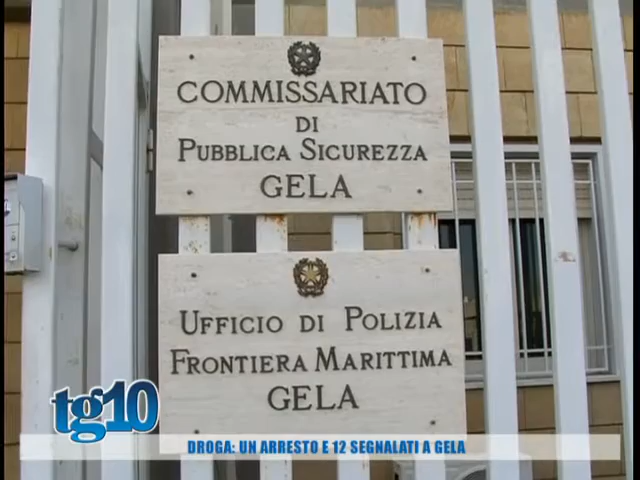 COMMISSARIATO
DI
PUBBLICA SICUREZZA
GELA
UFFICIO DI POLIZIA
FRONTIERA MARITTIMA
GELA
tg10
DROGA: UN ARRESTO E 12 SEGNALATI A GELA